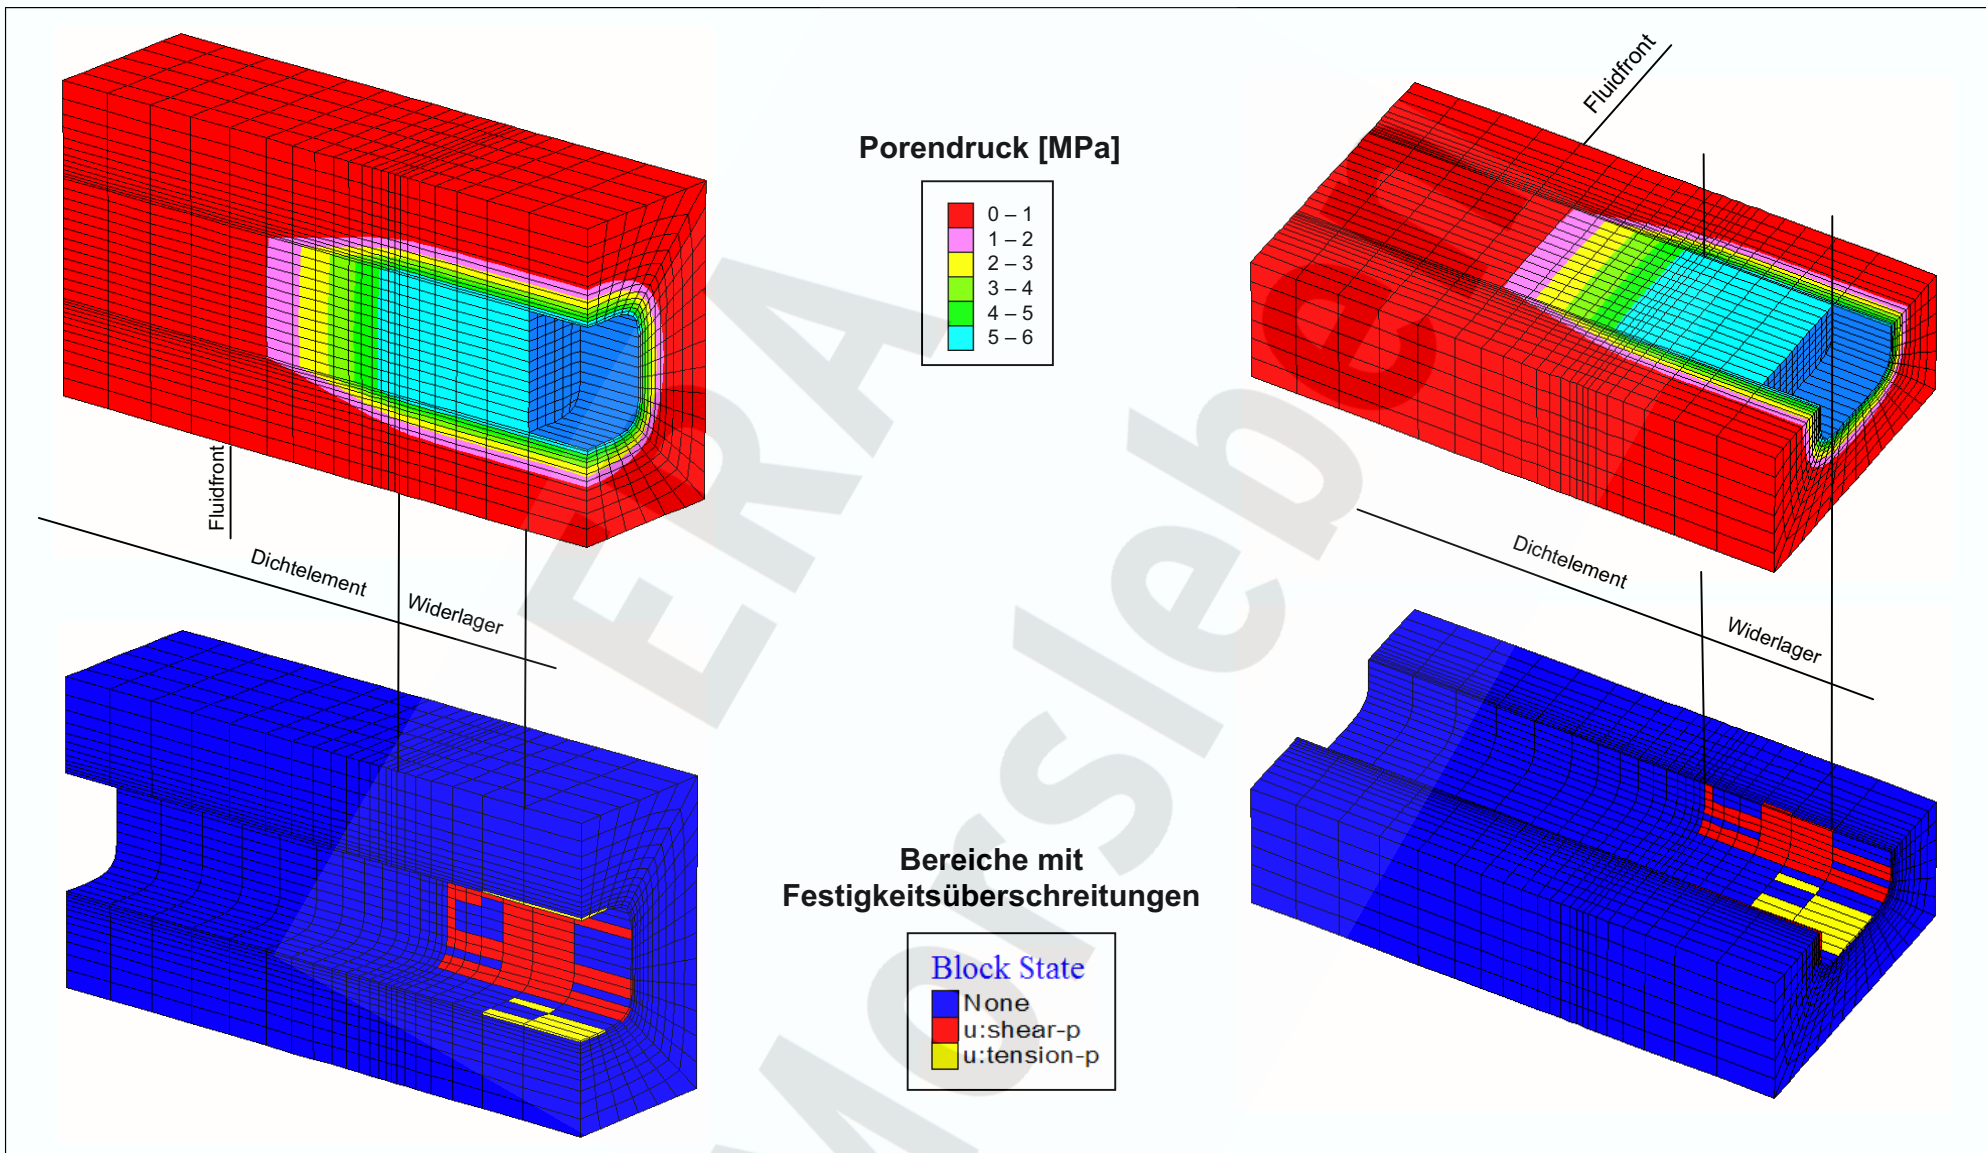 Fluidfront
Porendruck [MPa]
0 – 1
1 – 2
2 – 3
3 – 4
4 – 5
5 – 6
Fluidfront
Dichtelement
Widerlager
Dichtelement
Widerlager
Bereiche mit
Festigkeitsüberschreitungen
Block State
None
u:shear-p
u:tension-p
ERA
Morsleben